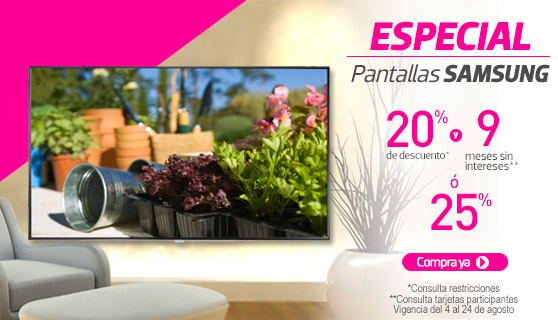 ESPECIAL
Pantallas SAMSUNG
20% y 9
de descuento* meses sin
intereses**
ó
25%
Compra ya
*Consulta restricciones
**Consulta tarjetas participantes
Vigencia del 4 al 24 de agosto